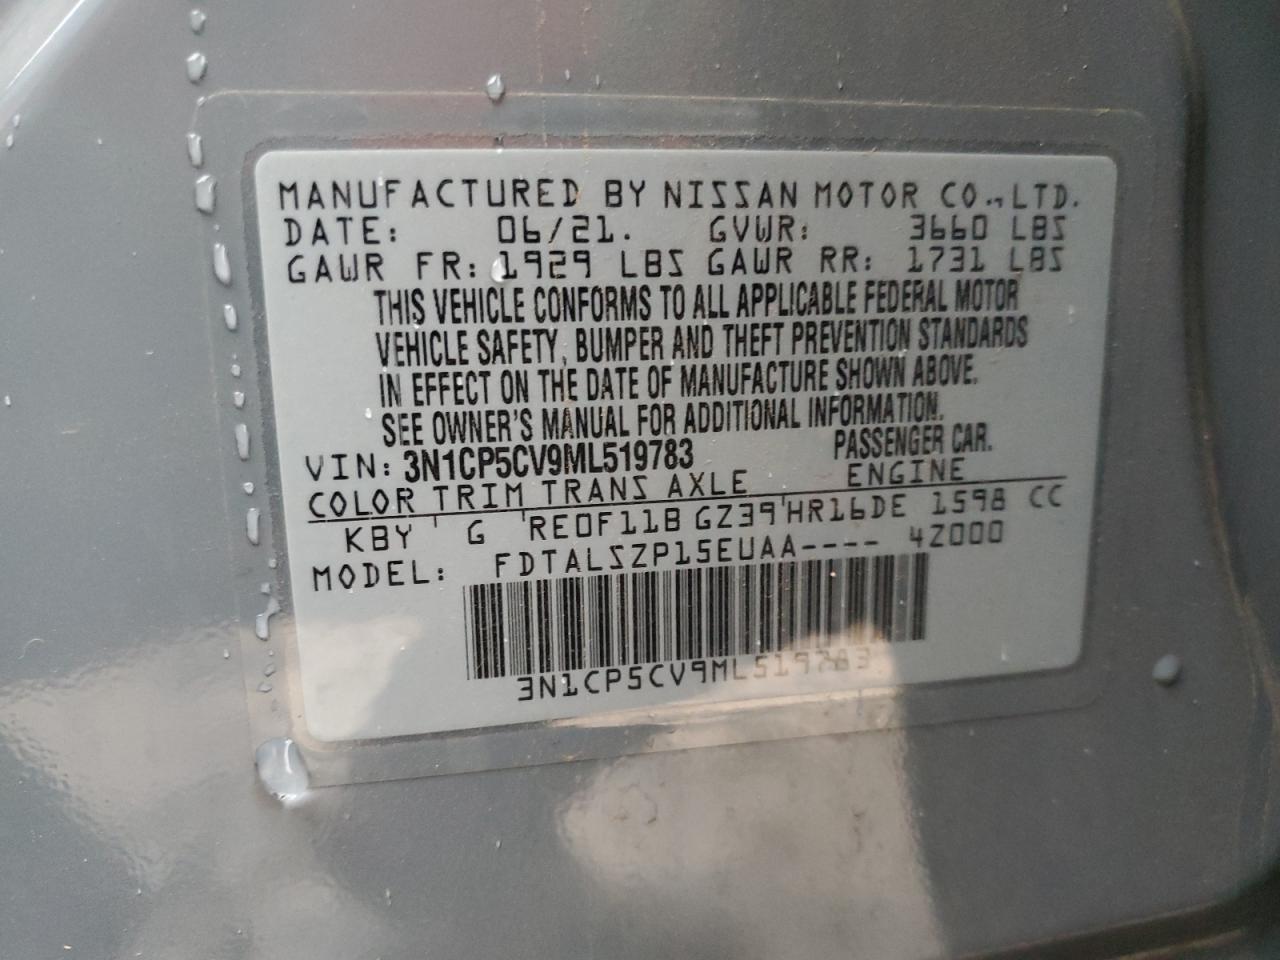 MANUFACTURED BY NISSAN MOTOR CO.,LTD.
DATE: 06/21. GVWR: 3660 LBS
GAWR FR: 1929 LBS GAWR RR: 1731 LBS
THIS VEHICLE CONFORMS TO ALL APPLICABLE FEDERAL MOTOR
VEHICLE SAFETY, BUMPER AND THEFT PREVENTION STANDARDS
IN EFFECT ON THE DATE OF MANUFACTURE SHOWN ABOVE.
SEE OWNER'S MANUAL FOR ADDITIONAL INFORMATION.
VIN: 3N1CP5CV9ML519783 PASSENGER CAR.
COLOR TRIM TRANS AXLE ENGINE
KBY G RE0F11B GZ39 HR16DE 1598 CC
MODEL: FDTALSZP15EUAA---- 42000
3N1CP5CV9ML519783